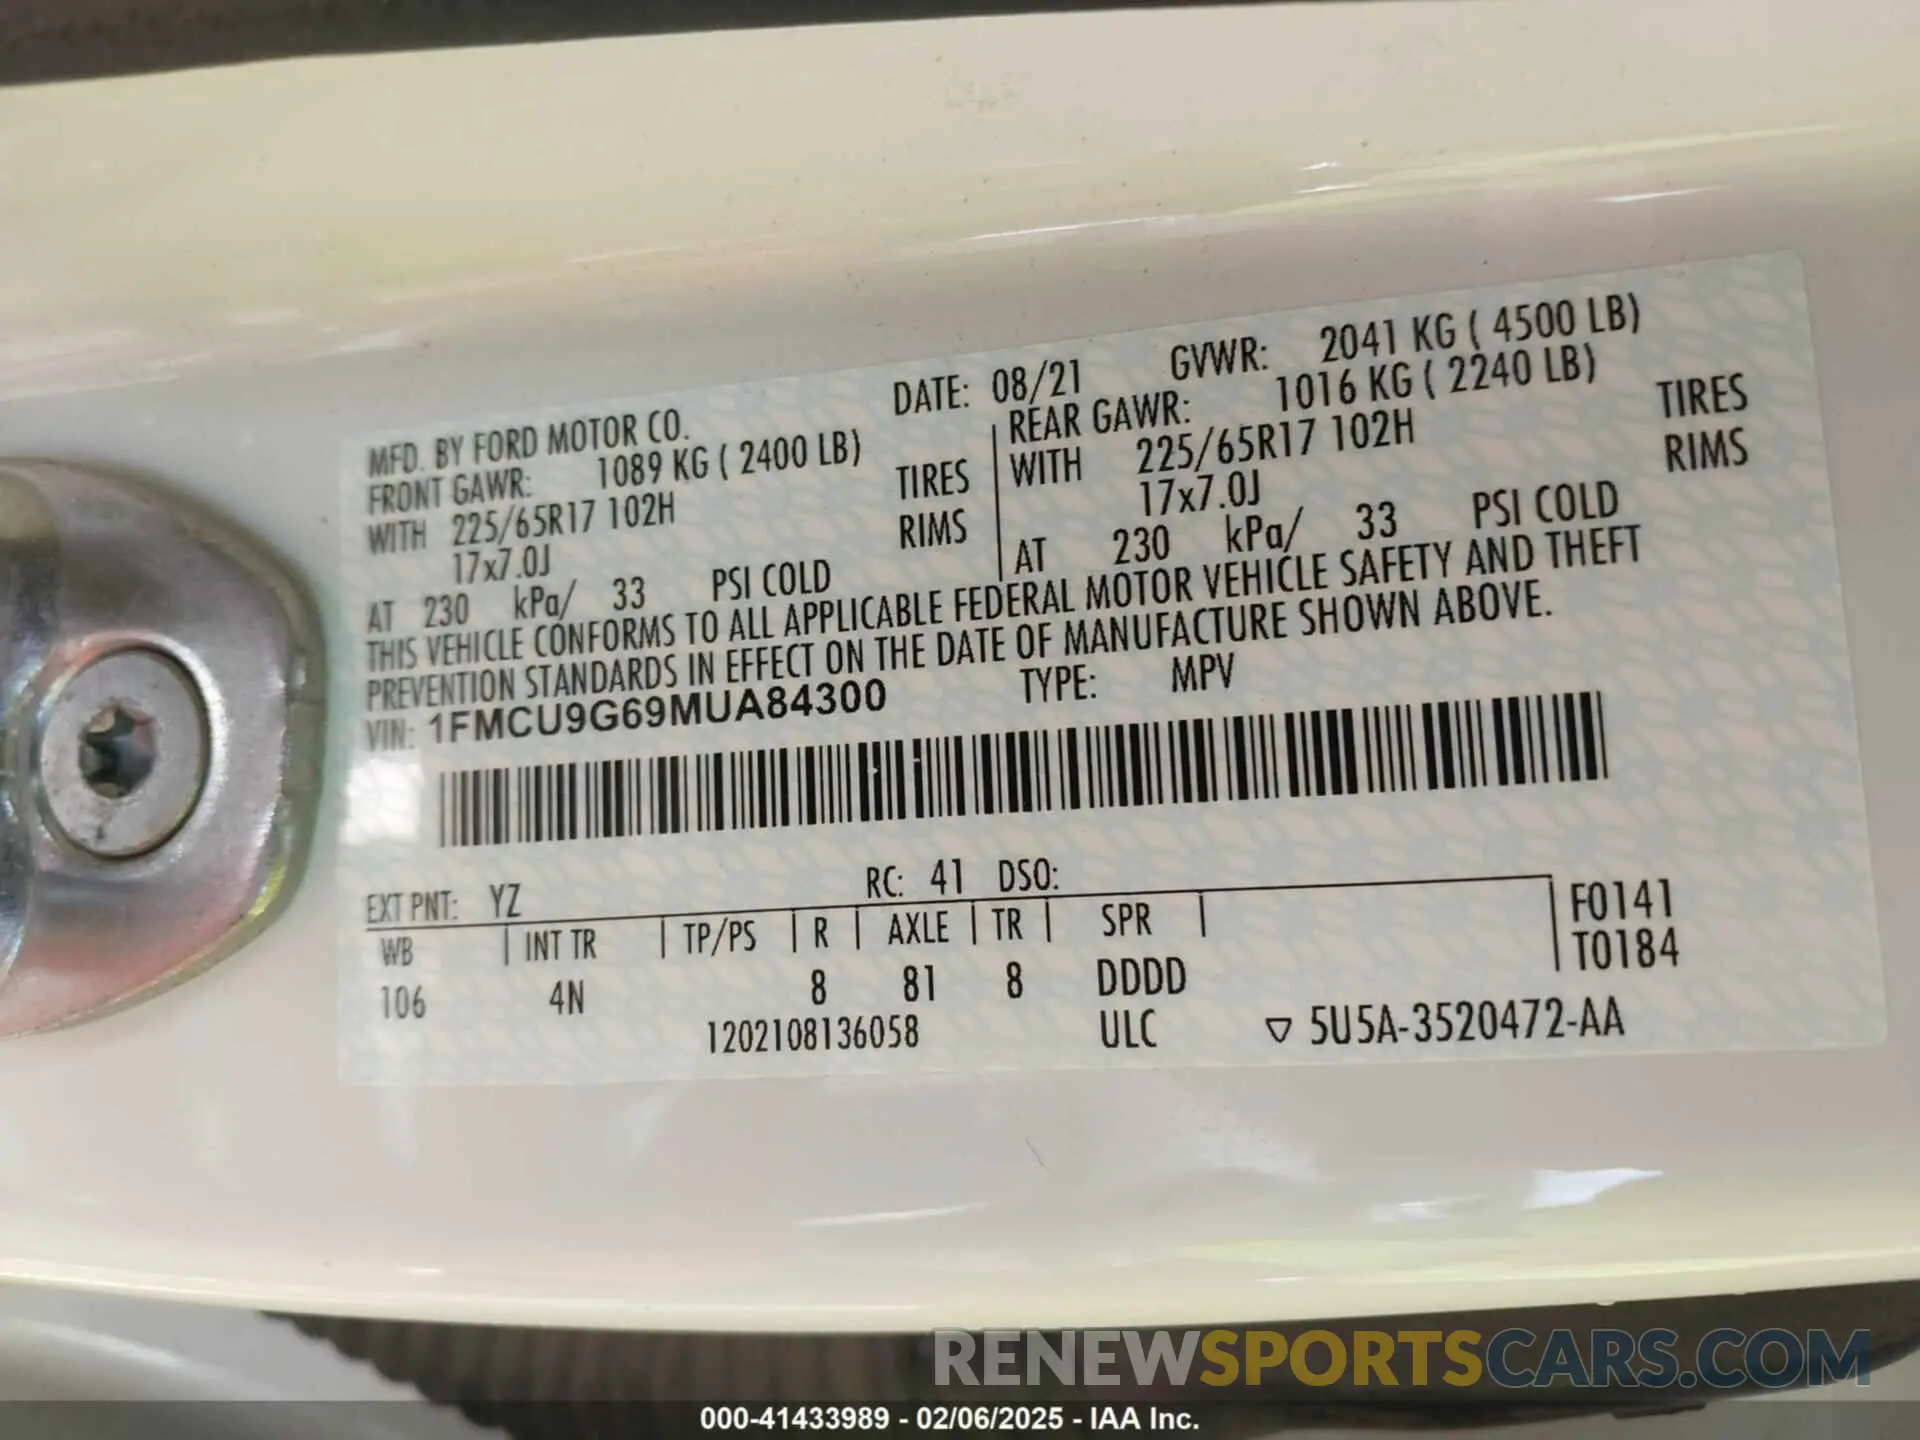 MFD. BY FORD MOTOR CO. DATE: 08/21 GVWR: 2041 KG ( 4500 LB)
FRONT GAWR: 1089 KG ( 2400 LB) REAR GAWR: 1016 KG ( 2240 LB)
WITH 225/65R17 102H TIRES WITH 225/65R17 102H TIRES
17x7.0J RIMS 17x7.0J RIMS
AT 230 kPa/ 33 PSI COLD AT 230 kPa/ 33 PSI COLD
THIS VEHICLE CONFORMS TO ALL APPLICABLE FEDERAL MOTOR VEHICLE SAFETY AND THEFT
PREVENTION STANDARDS IN EFFECT ON THE DATE OF MANUFACTURE SHOWN ABOVE.
VIN: 1FMCU9G69MUA84300 TYPE: MPV
EXT PNT: YZ RC: 41 DSO:
WB INT TR TP/PS R AXLE TR SPR F0141
T0184
106 4N 8 81 8 DDDD
1202108136058 ULC ▽ 5U5A-3520472-AA
RENEWSPORTSCARS.COM
000-41433989 - 02/06/2025 - IAA Inc.